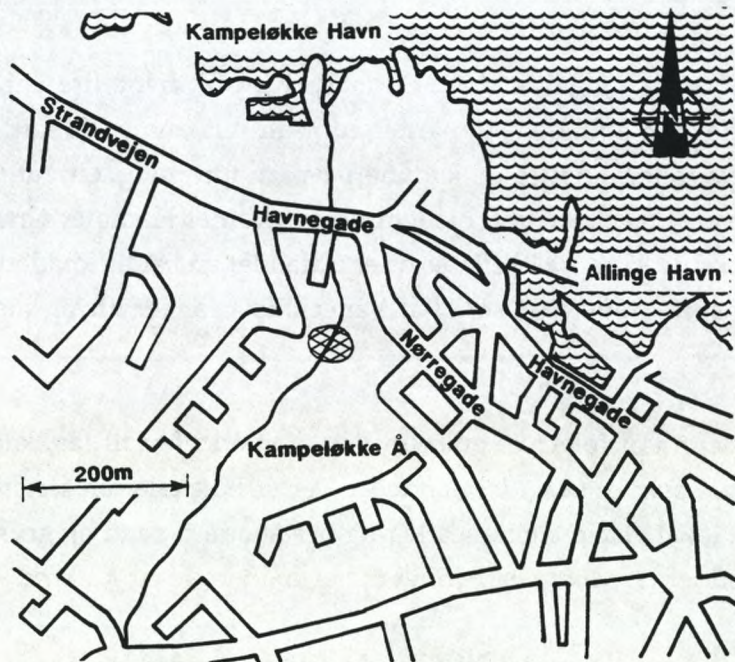 Kampeløkke Havn
Strandvejen
Havnegade
Allinge Havn
Nørregade
Havnegade
Kampeløkke Å
200m
N